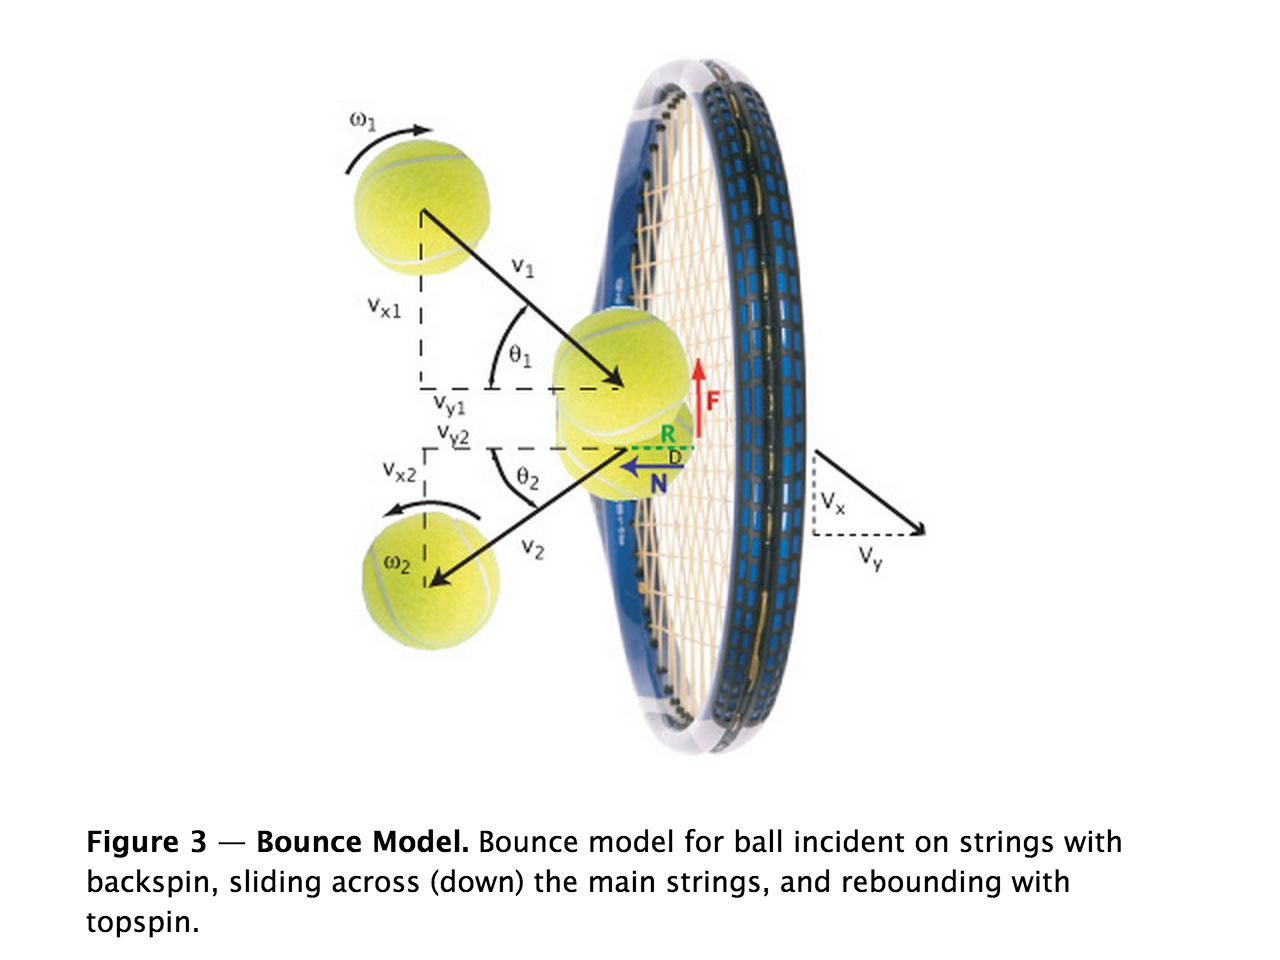 ω1
v1
vx1
θ1
F
vy1
vy2
R
D
vx2
θ2
N
Vx
v2
ω2
Vy
Figure 3 — Bounce Model. Bounce model for ball incident on strings with
backspin, sliding across (down) the main strings, and rebounding with
topspin.